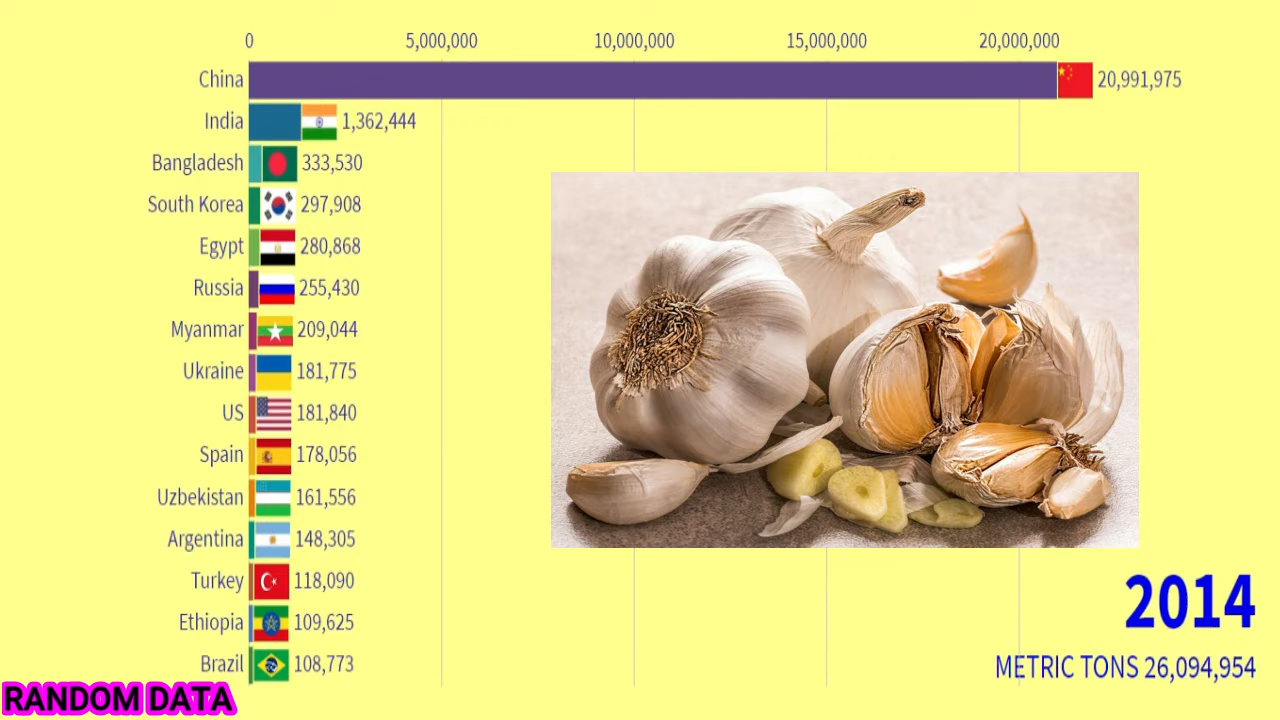 0 5,000,000 10,000,000 15,000,000 20,000,000
China 20,991,975
India 1,362,444
Bangladesh 333,530
South Korea 297,908
Egypt 280,868
Russia 255,430
Myanmar 209,044
Ukraine 181,775
US 181,840
Spain 178,056
Uzbekistan 161,556
Argentina 148,305
Turkey 118,090
Ethiopia 109,625
Brazil 108,773
2014
METRIC TONS 26,094,954
RANDOM DATA